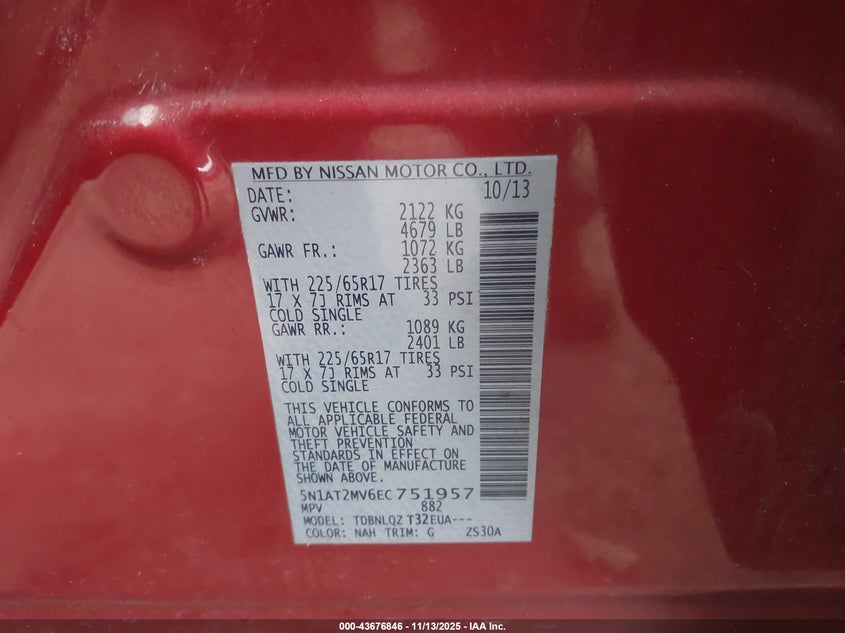 MFD BY NISSAN MOTOR CO., LTD.
DATE: 10/13
GVWR: 2122 KG
4679 LB
GAWR FR.: 1072 KG
2363 LB
WITH 225/65R17 TIRES
17 X 7J RIMS AT 33 PSI
COLD SINGLE
GAWR RR.: 1089 KG
2401 LB
WITH 225/65R17 TIRES
17 X 7J RIMS AT 33 PSI
COLD SINGLE
THIS VEHICLE CONFORMS TO
ALL APPLICABLE FEDERAL
MOTOR VEHICLE SAFETY AND
THEFT PREVENTION
STANDARDS IN EFFECT ON
THE DATE OF MANUFACTURE
SHOWN ABOVE.
5N1AT2MV6EC751957
MPV 882
MODEL: TDBNLQZ T32EUA---
COLOR: NAH TRIM: G ZS30A
000-43676846 - 11/13/2025 - IAA Inc.